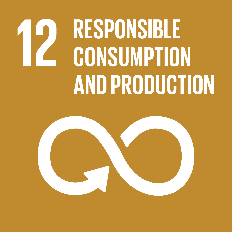 12 RESPONSIBLE
CONSUMPTION
AND PRODUCTION